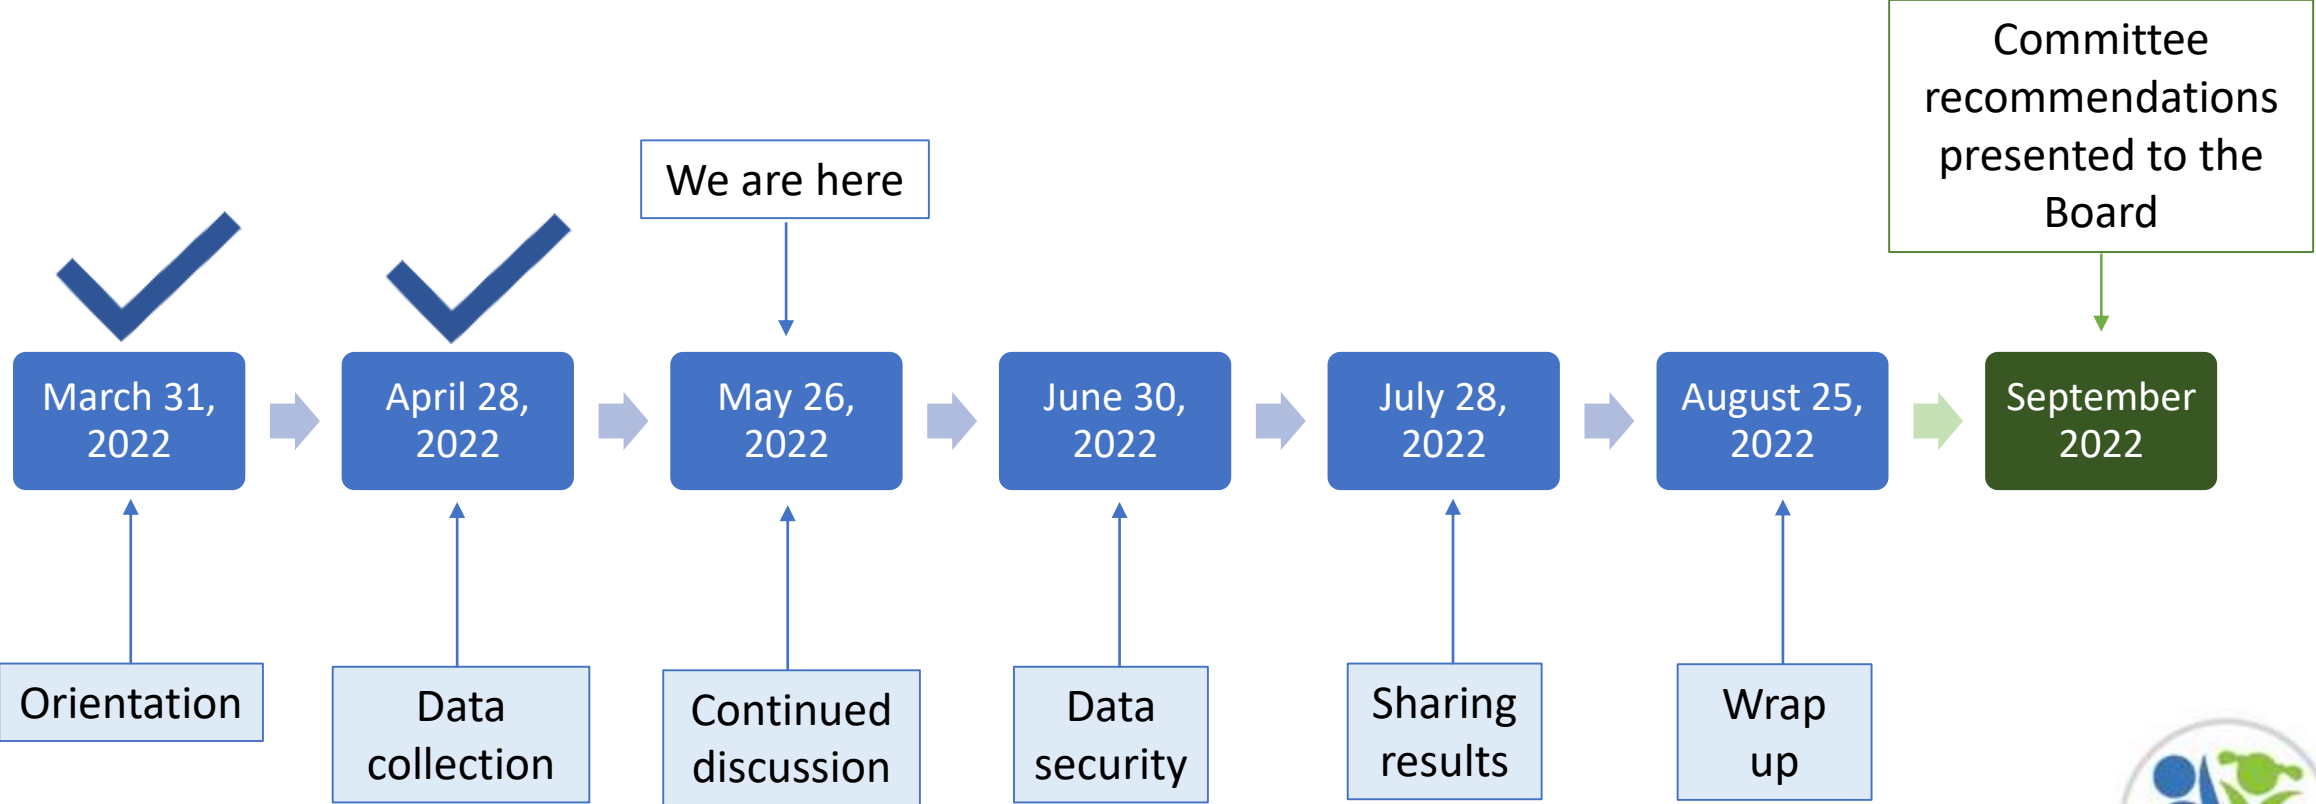 Committee
recommendations
presented to the
Board
We are here
March 31,
2022
April 28,
2022
May 26,
2022
June 30,
2022
July 28,
2022
August 25,
2022
September
2022
Orientation
Data
collection
Continued
discussion
Data
security
Sharing
results
Wrap
up